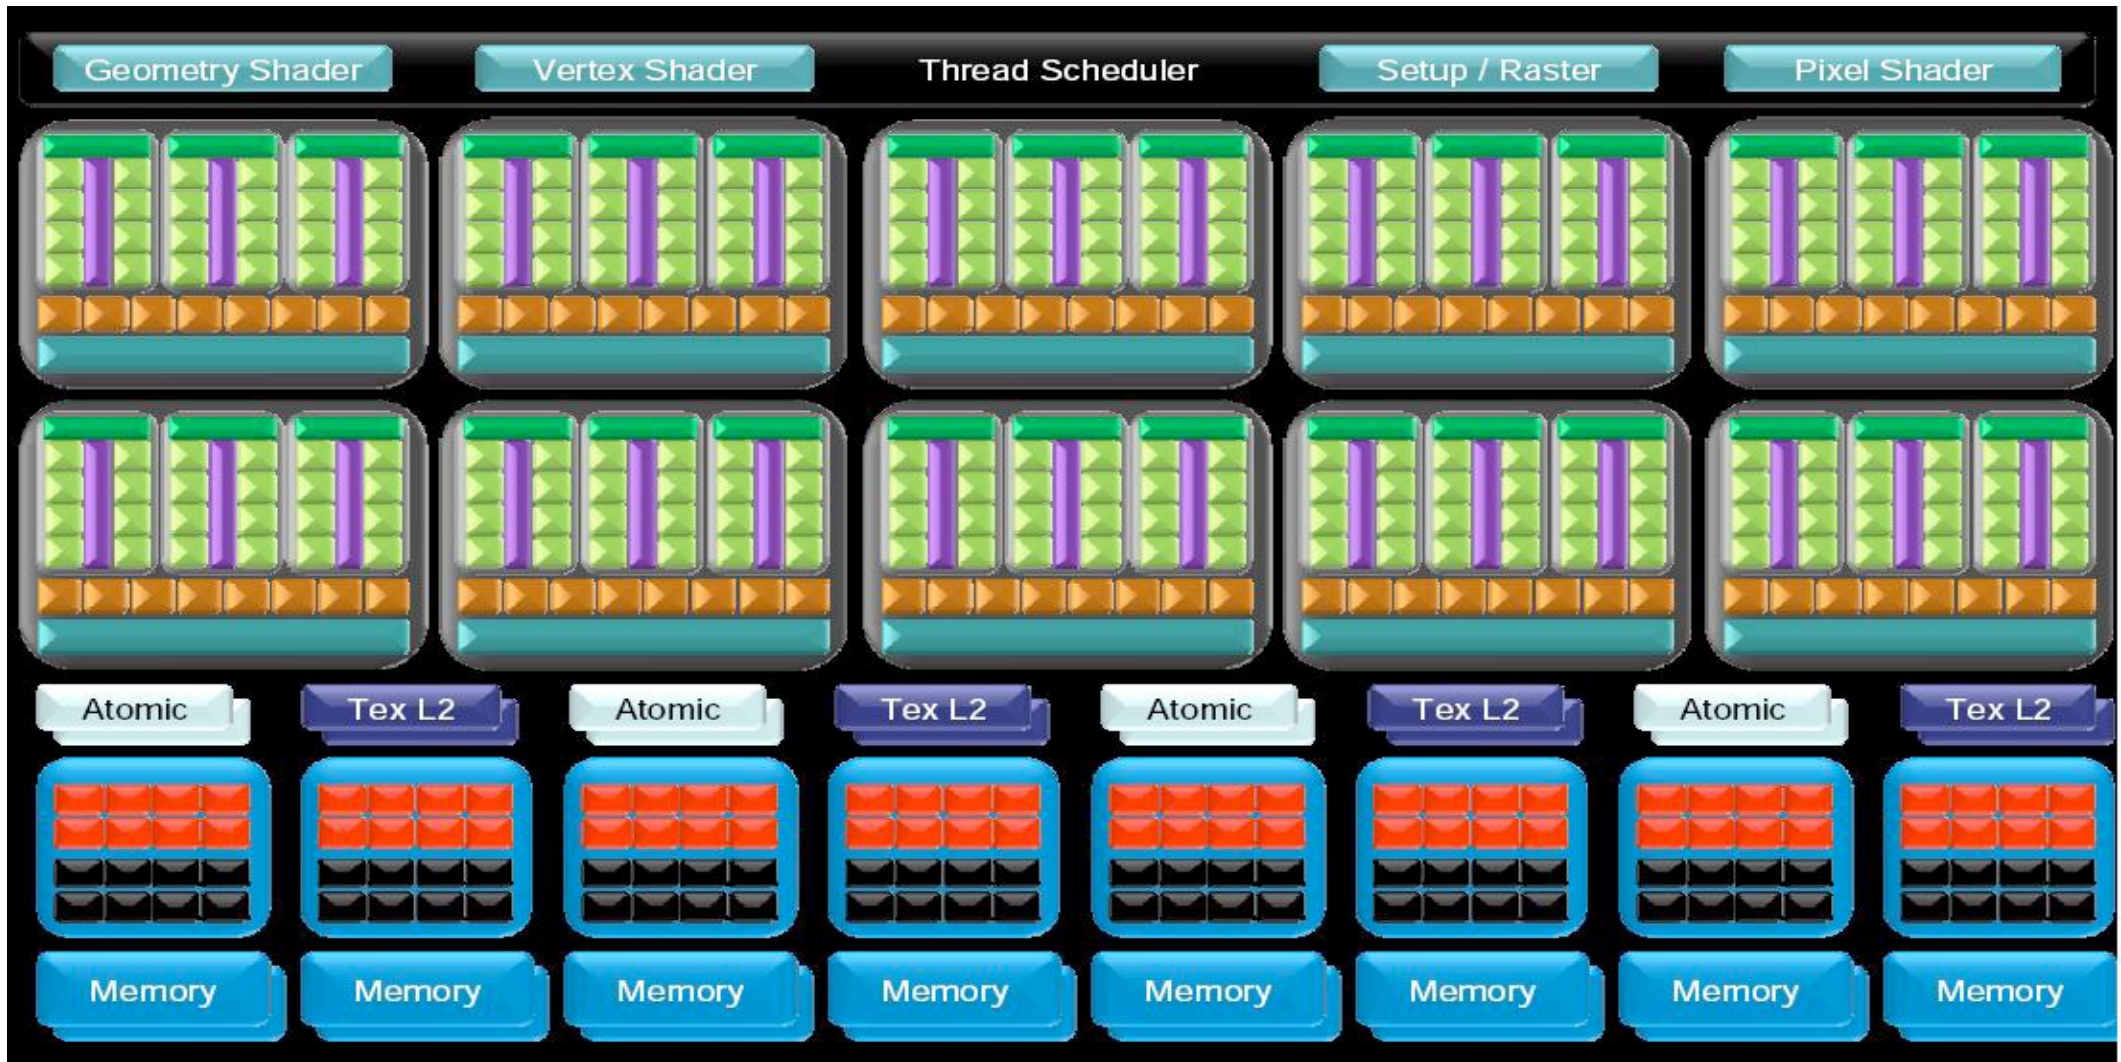 Geometry Shader
Vertex Shader
Thread Scheduler
Setup / Raster
Pixel Shader
Atomic
Tex L2
Atomic
Tex L2
Atomic
Tex L2
Atomic
Tex L2
Memory
Memory
Memory
Memory
Memory
Memory
Memory
Memory